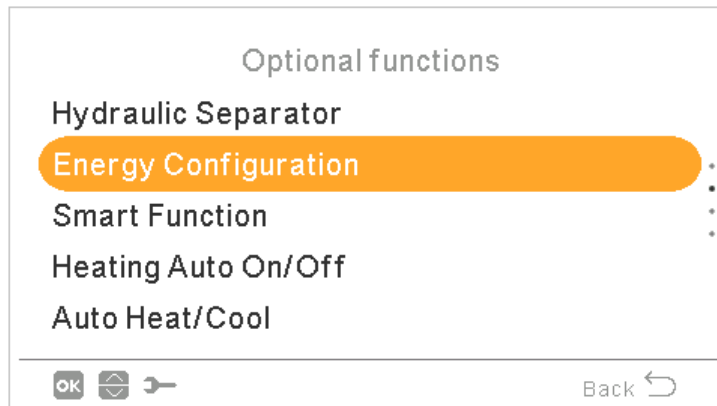 Optional functions
Hydraulic Separator
Energy Configuration
Smart Function
Heating Auto On/Off
Auto Heat/Cool
OK Back